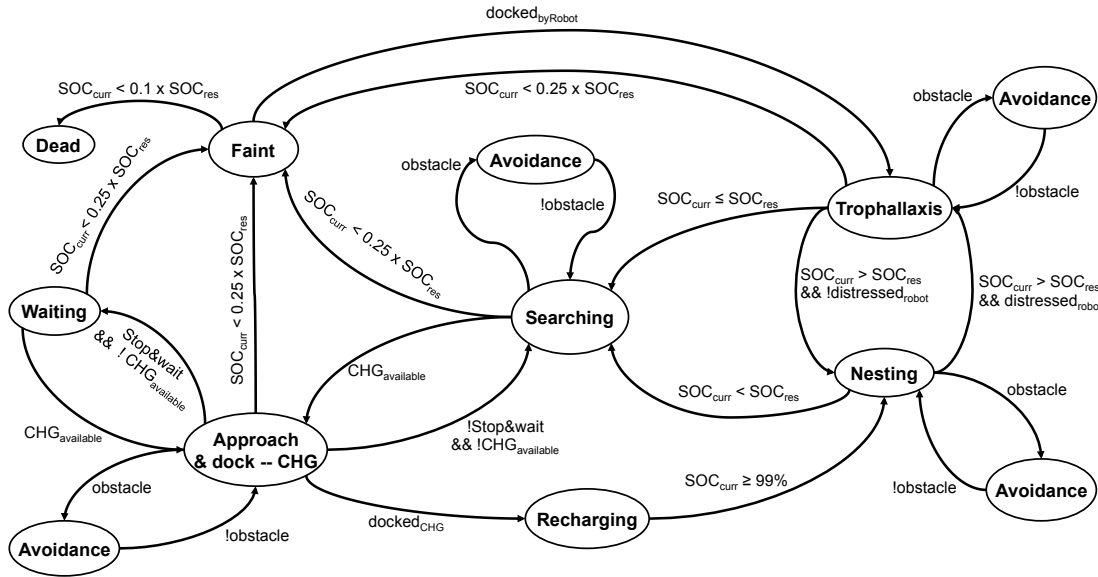 docked_byRobot
SOC_curr < 0.1 x SOC_res
SOC_curr < 0.25 x SOC_res
obstacle
Avoidance
Dead
Faint
obstacle
Avoidance
!obstacle
!obstacle
SOC_curr ≤ SOC_res
Trophallaxis
SOC_curr < 0.25 x SOC_res
SOC_curr < 0.25 x SOC_res
SOC_curr < 0.25 x SOC_res
SOC_curr > SOC_res
&& !distressed_robot
SOC_curr > SOC_res
&& distressed_robot
Waiting
Searching
Stop&wait
&& ! CHG_available
CHG_available
Nesting
SOC_curr < SOC_res
obstacle
CHG_available
Approach
& dock -- CHG
!Stop&wait
&& !CHG_available
SOC_curr ≥ 99%
!obstacle
Avoidance
obstacle
docked_CHG
Recharging
!obstacle
Avoidance